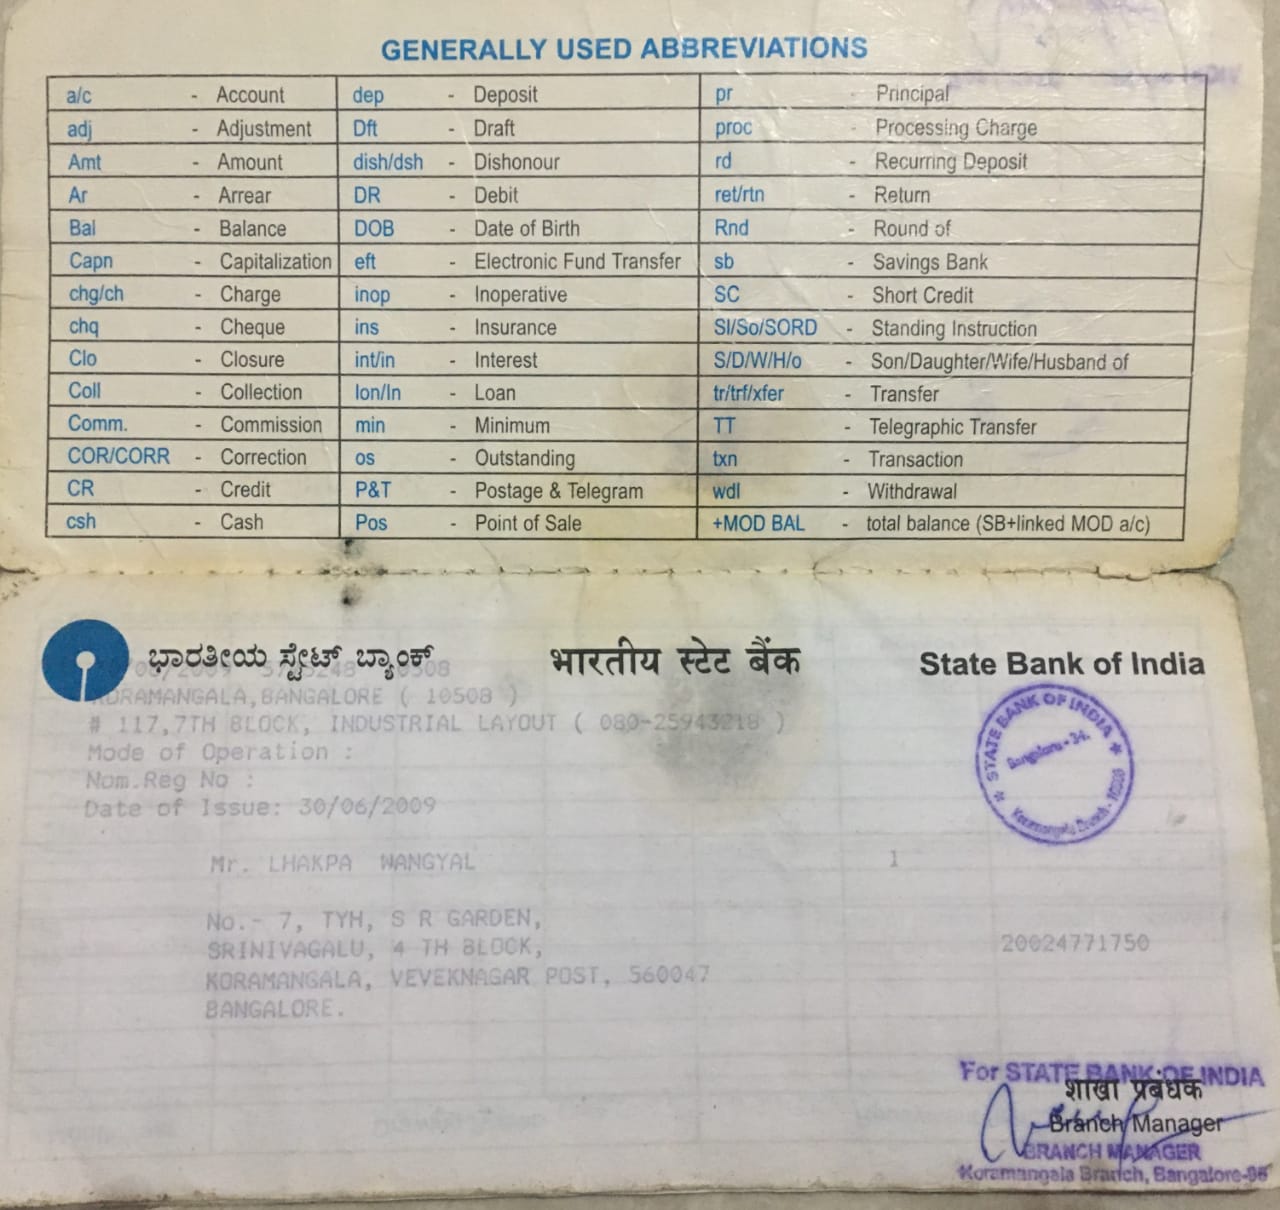 GENERALLY USED ABBREVIATIONS
a/c - Account dep - Deposit pr - Principal
adj - Adjustment Dft - Draft proc - Processing Charge
Amt - Amount dish/dsh - Dishonour rd - Recurring Deposit
Ar - Arrear DR - Debit ret/rtn - Return
Bal - Balance DOB - Date of Birth Rnd - Round of
Capn - Capitalization eft - Electronic Fund Transfer sb - Savings Bank
chg/ch - Charge inop - Inoperative SC - Short Credit
chq - Cheque ins - Insurance SI/So/SORD - Standing Instruction
Clo - Closure int/in - Interest S/D/W/H/o - Son/Daughter/Wife/Husband of
Coll - Collection lon/ln - Loan tr/trf/xfer - Transfer
Comm. - Commission min - Minimum TT - Telegraphic Transfer
COR/CORR - Correction os - Outstanding txn - Transaction
CR - Credit P&T - Postage & Telegram wdl - Withdrawal
csh - Cash Pos - Point of Sale +MOD BAL - total balance (SB+linked MOD a/c)
ಭಾರತೀಯ ಸ್ಟೇಟ್ ಬ್ಯಾಂಕ್ भारतीय स्टेट बैंक State Bank of India
KORAMANGALA,BANGALORE ( 10508 )
# 117,7TH BLOCK, INDUSTRIAL LAYOUT ( 080-25943218 )
Mode of Operation :
Nom.Reg No :
Date of Issue: 30/06/2009
STATE BANK OF INDIA
Bangaluru - 34.
Koramangala Branch - 10508
Mr. LHAKPA WANGYAL 1
No.- 7, TYH, S R GARDEN,
SRINIVAGALU, 4 TH BLOCK, 20024771750
KORAMANGALA, VEVEKNAGAR POST, 560047
BANGALORE.
For STATE BANK OF INDIA
शाखा प्रबंधक
Branch Manager
BRANCH MANAGER
Koramangala Branch, Bangalore-95